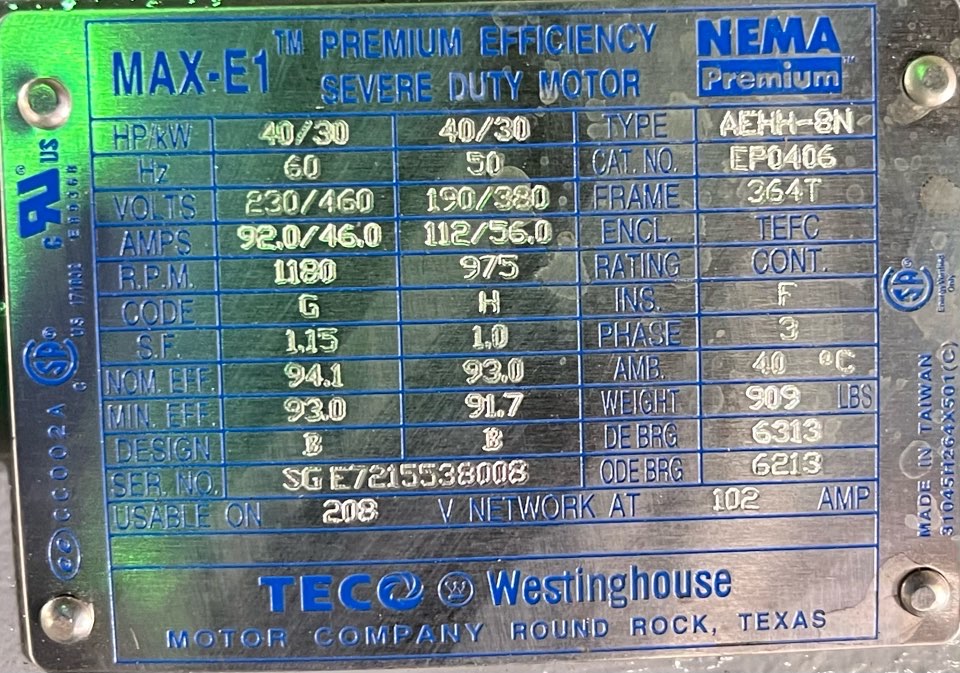 MAX-E1™ PREMIUM EFFICIENCY
SEVERE DUTY MOTOR
NEMA
Premium™
HP/kW 40/30 40/30 TYPE AEHH-8N
Hz 60 50 CAT. NO. EP0406
VOLTS 230/460 190/380 FRAME 364T
AMPS 92.0/46.0 112/56.0 ENCL. TEFC
R.P.M. 1180 975 RATING CONT.
CODE G H INS. F
S.F. 1.15 1.0 PHASE 3
NOM. EFF. 94.1 93.0 AMB. 40 °C
MIN. EFF. 93.0 91.7 WEIGHT 909 LBS
DESIGN B B DE BRG 6313
SER. NO. SG E7215538008 ODE BRG 6213
USABLE ON 208 V NETWORK AT 102 AMP
TECO Westinghouse
MOTOR COMPANY ROUND ROCK, TEXAS
CC002A
C US
MADE IN TAIWAN
31045H264X501(C)